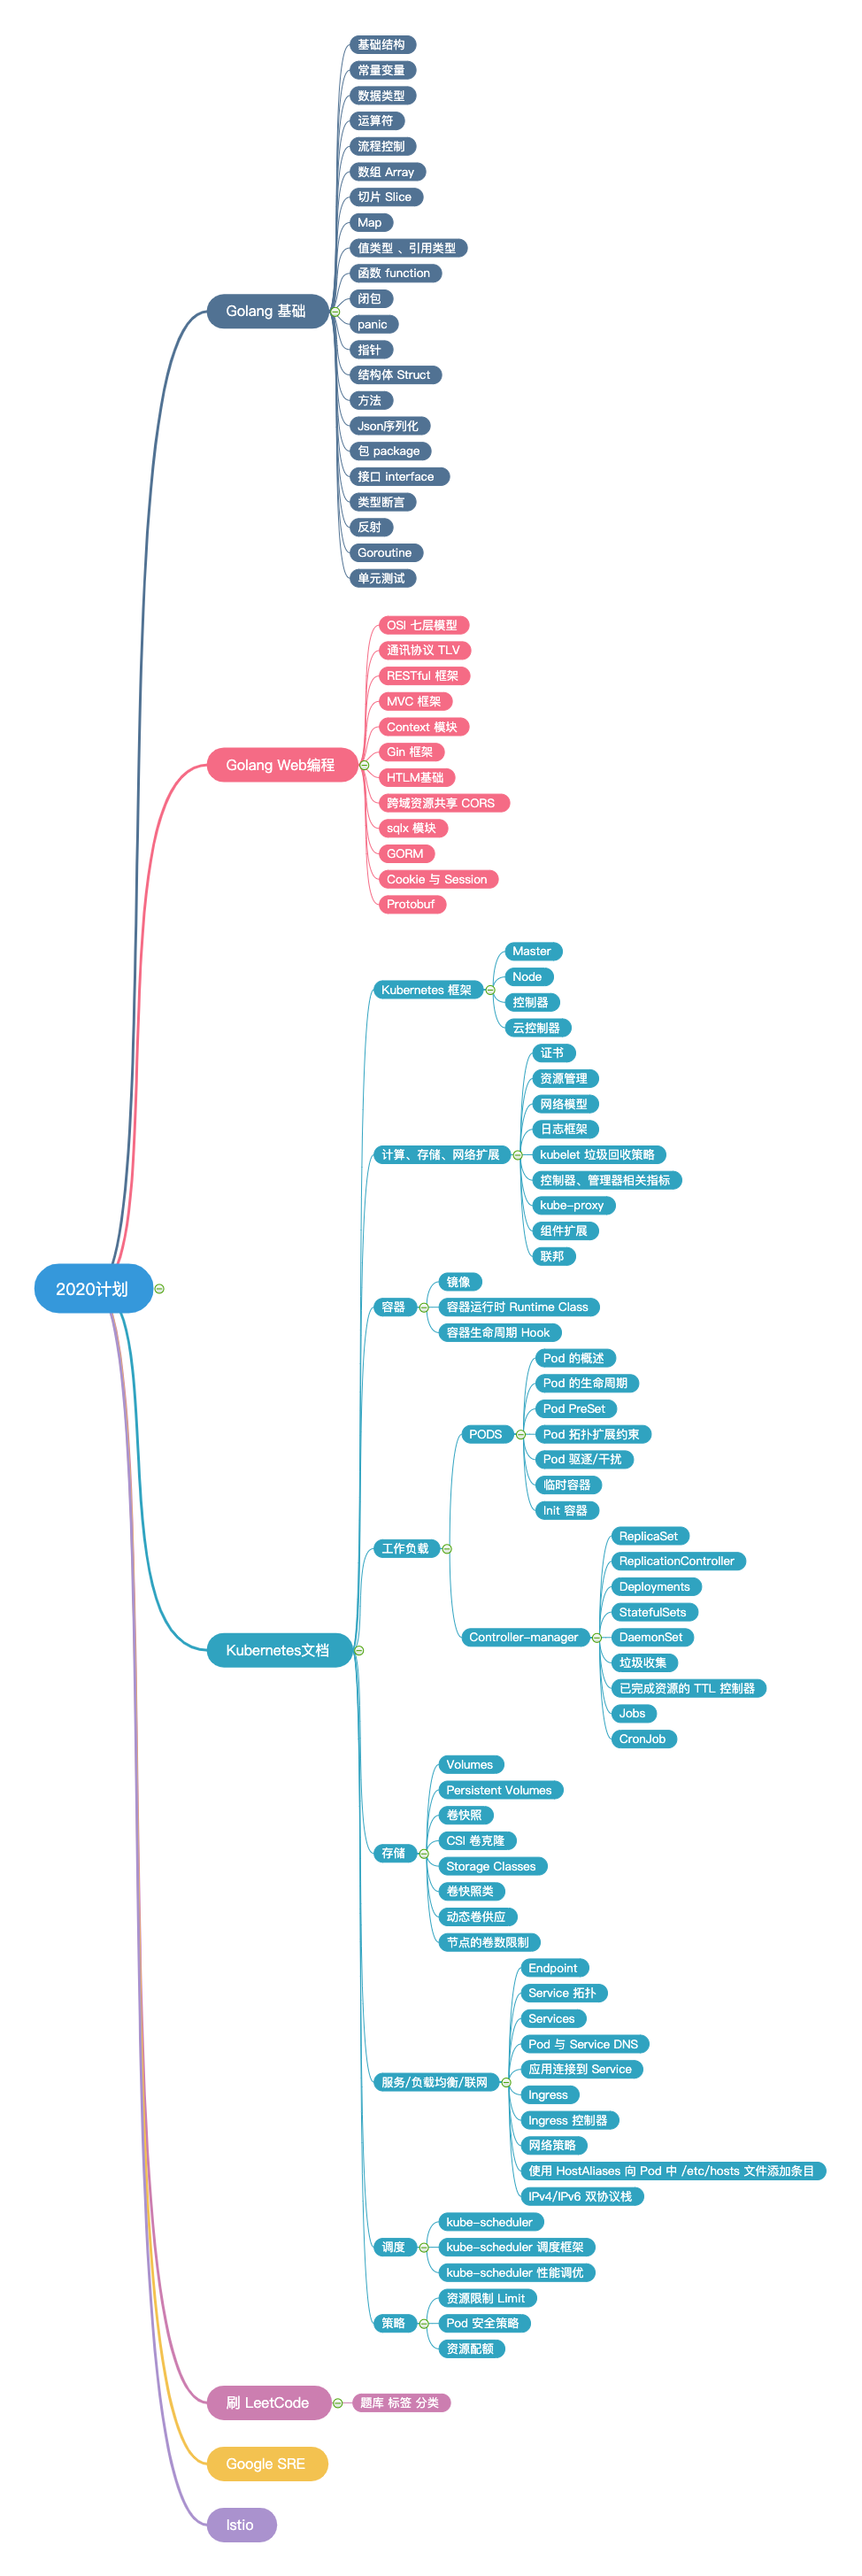 2020计划
Golang 基础
基础结构
常量变量
数据类型
运算符
流程控制
数组 Array
切片 Slice
Map
值类型 、引用类型
函数 function
闭包
panic
指针
结构体 Struct
方法
Json序列化
包 package
接口 interface
类型断言
反射
Goroutine
单元测试
Golang Web编程
OSI 七层模型
通讯协议 TLV
RESTful 框架
MVC 框架
Context 模块
Gin 框架
HTLM基础
跨域资源共享 CORS
sqlx 模块
GORM
Cookie 与 Session
Protobuf
Kubernetes文档
Kubernetes 框架
Master
Node
控制器
云控制器
计算、存储、网络扩展
证书
资源管理
网络模型
日志框架
kubelet 垃圾回收策略
控制器、管理器相关指标
kube-proxy
组件扩展
联邦
容器
镜像
容器运行时 Runtime Class
容器生命周期 Hook
工作负载
PODS
Pod 的概述
Pod 的生命周期
Pod PreSet
Pod 拓扑扩展约束
Pod 驱逐/干扰
临时容器
Init 容器
Controller-manager
ReplicaSet
ReplicationController
Deployments
StatefulSets
DaemonSet
垃圾收集
已完成资源的 TTL 控制器
Jobs
CronJob
存储
Volumes
Persistent Volumes
卷快照
CSI 卷克隆
Storage Classes
卷快照类
动态卷供应
节点的卷数限制
服务/负载均衡/联网
Endpoint
Service 拓扑
Services
Pod 与 Service DNS
应用连接到 Service
Ingress
Ingress 控制器
网络策略
使用 HostAliases 向 Pod 中 /etc/hosts 文件添加条目
IPv4/IPv6 双协议栈
调度
kube-scheduler
kube-scheduler 调度框架
kube-scheduler 性能调优
策略
资源限制 Limit
Pod 安全策略
资源配额
刷 LeetCode
题库 标签 分类
Google SRE
Istio